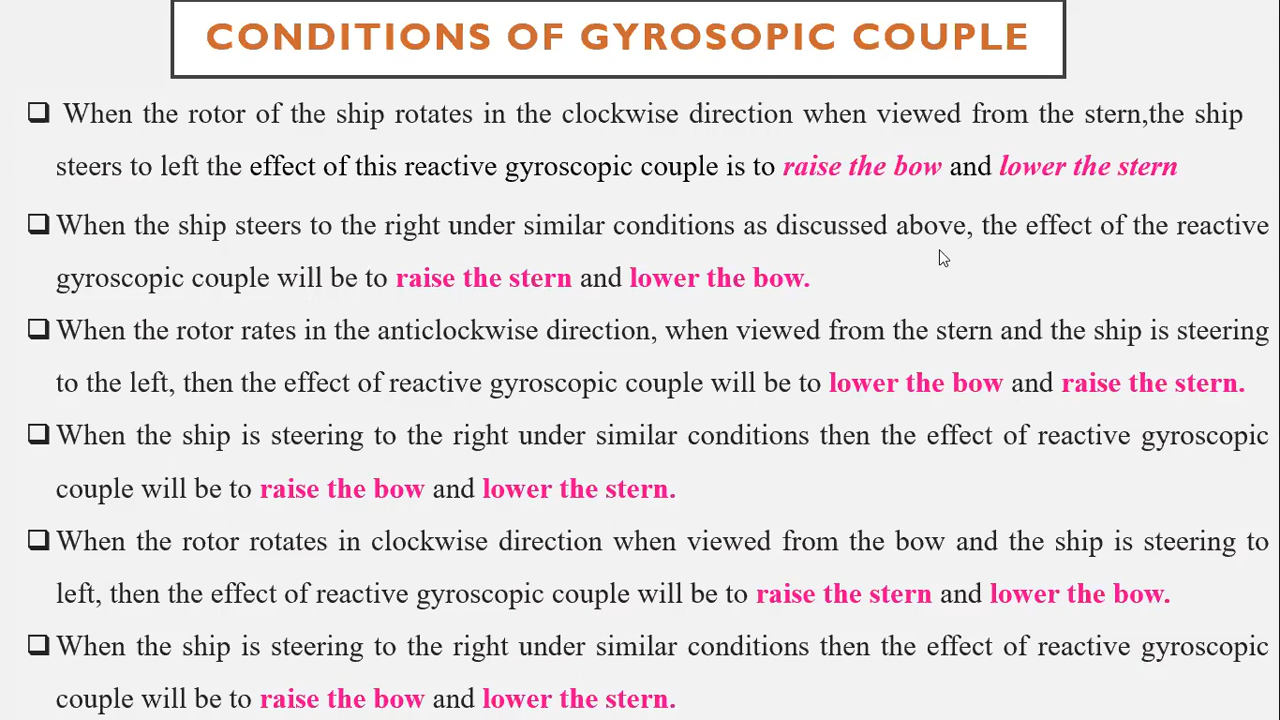 CONDITIONS OF GYROSOPIC COUPLE
When the rotor of the ship rotates in the clockwise direction when viewed from the stern,the ship
steers to left the effect of this reactive gyroscopic couple is to raise the bow and lower the stern
When the ship steers to the right under similar conditions as discussed above, the effect of the reactive
gyroscopic couple will be to raise the stern and lower the bow.
When the rotor rates in the anticlockwise direction, when viewed from the stern and the ship is steering
to the left, then the effect of reactive gyroscopic couple will be to lower the bow and raise the stern.
When the ship is steering to the right under similar conditions then the effect of reactive gyroscopic
couple will be to raise the bow and lower the stern.
When the rotor rotates in clockwise direction when viewed from the bow and the ship is steering to
left, then the effect of reactive gyroscopic couple will be to raise the stern and lower the bow.
When the ship is steering to the right under similar conditions then the effect of reactive gyroscopic
couple will be to raise the bow and lower the stern.